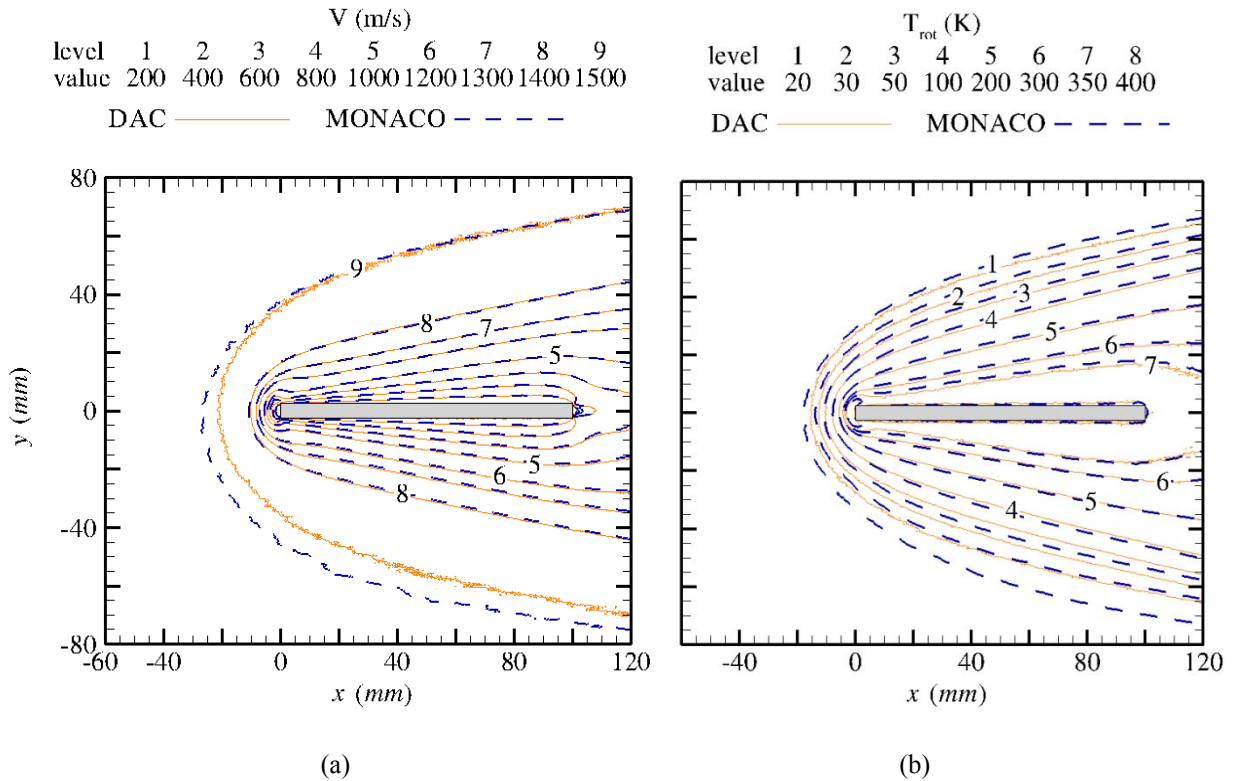 V (m/s)
level 1 2 3 4 5 6 7 8 9
value 200 400 600 800 1000 1200 1300 1400 1500
DAC MONACO
80
40
0
-40
-80
-60 -40 0 40 80 120
y (mm)
x (mm)
9
8
7
5
5
6
8
(a)
T_rot (K)
level 1 2 3 4 5 6 7 8
value 20 30 50 100 200 300 350 400
DAC MONACO
1
2
3
4
5
6
7
6
5
4
-40 0 40 80 120
x (mm)
(b)